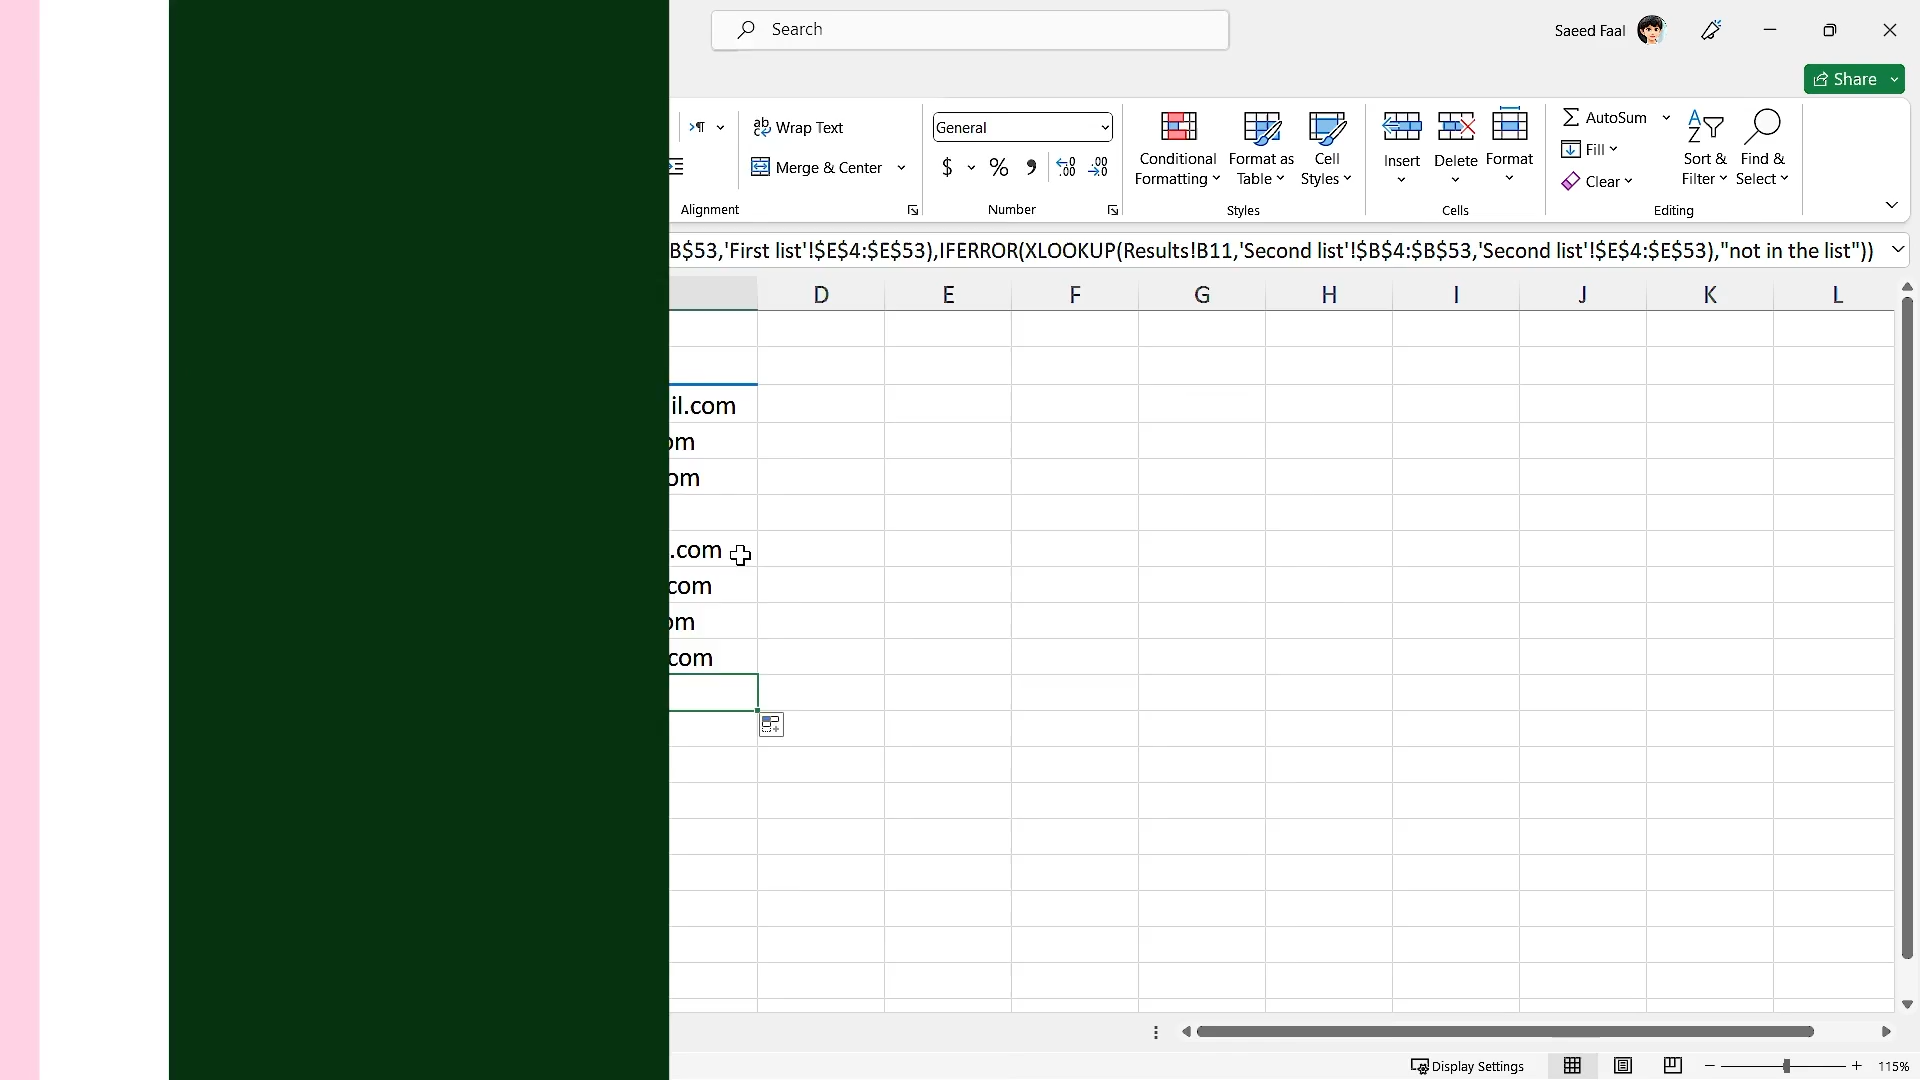 Search
Saeed Faal
Share
Wrap Text
General
Conditional
Formatting
Format as
Table
Cell
Styles
Insert
Delete
Format
AutoSum
Fill
Clear
Sort &
Filter
Find &
Select
Merge & Center
$ % , .00 .00
Alignment
Number
Styles
Cells
Editing
B$53,'First list'!$E$4:$E$53),IFERROR(XLOOKUP(Results!B11,'Second list'!$B$4:$B$53,'Second list'!$E$4:$E$53),"not in the list"))
D E F G H I J K L
il.com
om
om
.com
com
om
com
Display Settings
115%